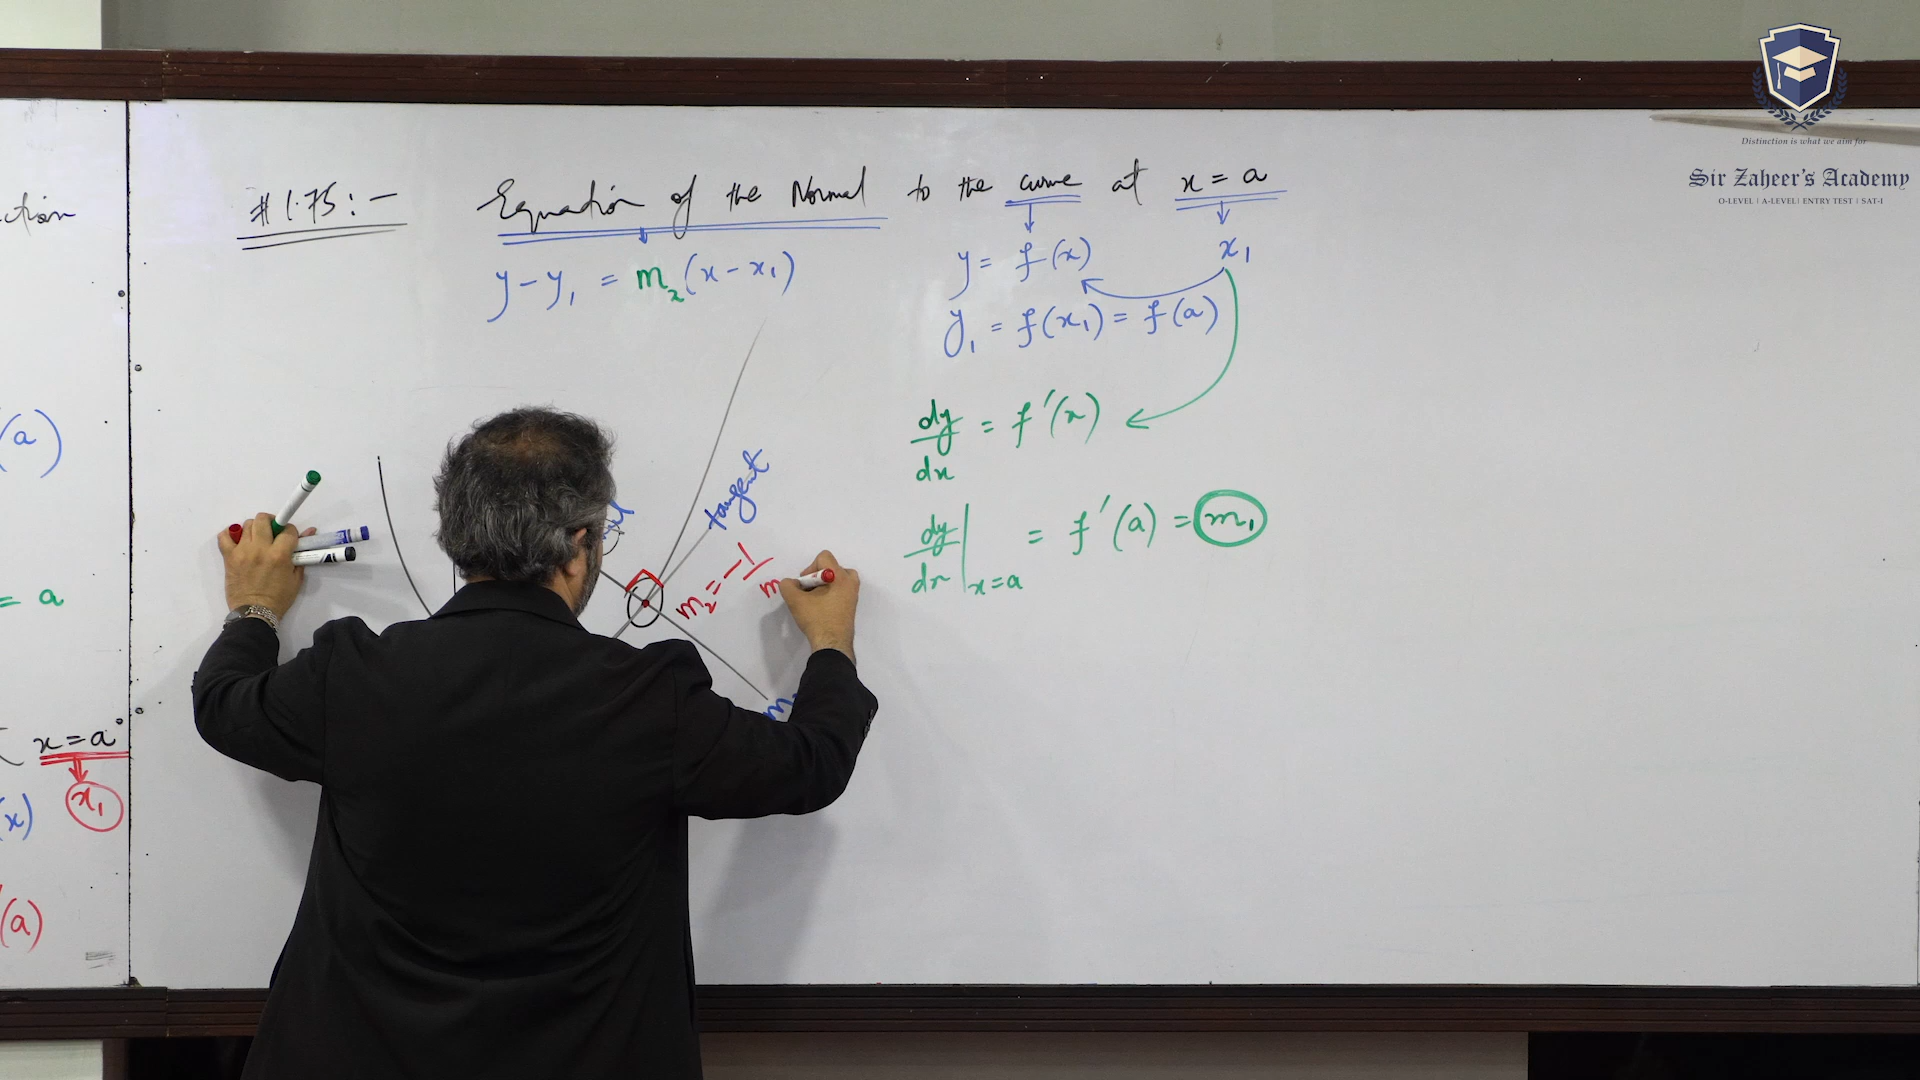 # 1.75:- Equation of the Normal to the curve at x = a
y - y₁ = m₂(x - x₁)
y = f(x)
x₁
y₁ = f(x₁) = f(a)
dy/dx = f'(x)
dy/dx |x=a = f'(a) = m₁
tangent
m₂ = -1/m
m
(a)
= a
x = a
x₁
(x)
(a)
Distinction is what we aim for
Sir Zaheer's Academy
O-LEVEL | A-LEVEL | ENTRY TEST | SAT-I